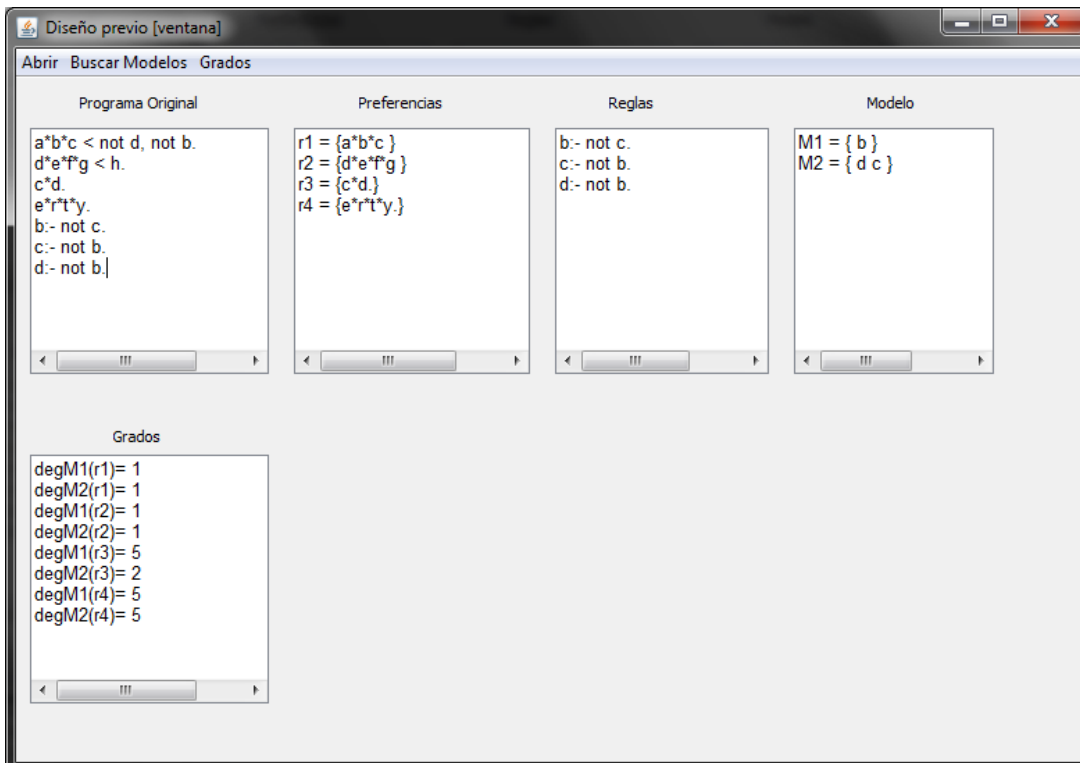 Diseño previo [ventana]
Abrir Buscar Modelos Grados
Programa Original
a*b*c < not d, not b.
d*e*f*g < h.
c*d.
e*r*t*y.
b:- not c.
c:- not b.
d:- not b.
Preferencias
r1 = {a*b*c }
r2 = {d*e*f*g }
r3 = {c*d.}
r4 = {e*r*t*y.}
Reglas
b:- not c.
c:- not b.
d:- not b.
Modelo
M1 = { b }
M2 = { d c }
Grados
degM1(r1)= 1
degM2(r1)= 1
degM1(r2)= 1
degM2(r2)= 1
degM1(r3)= 5
degM2(r3)= 2
degM1(r4)= 5
degM2(r4)= 5